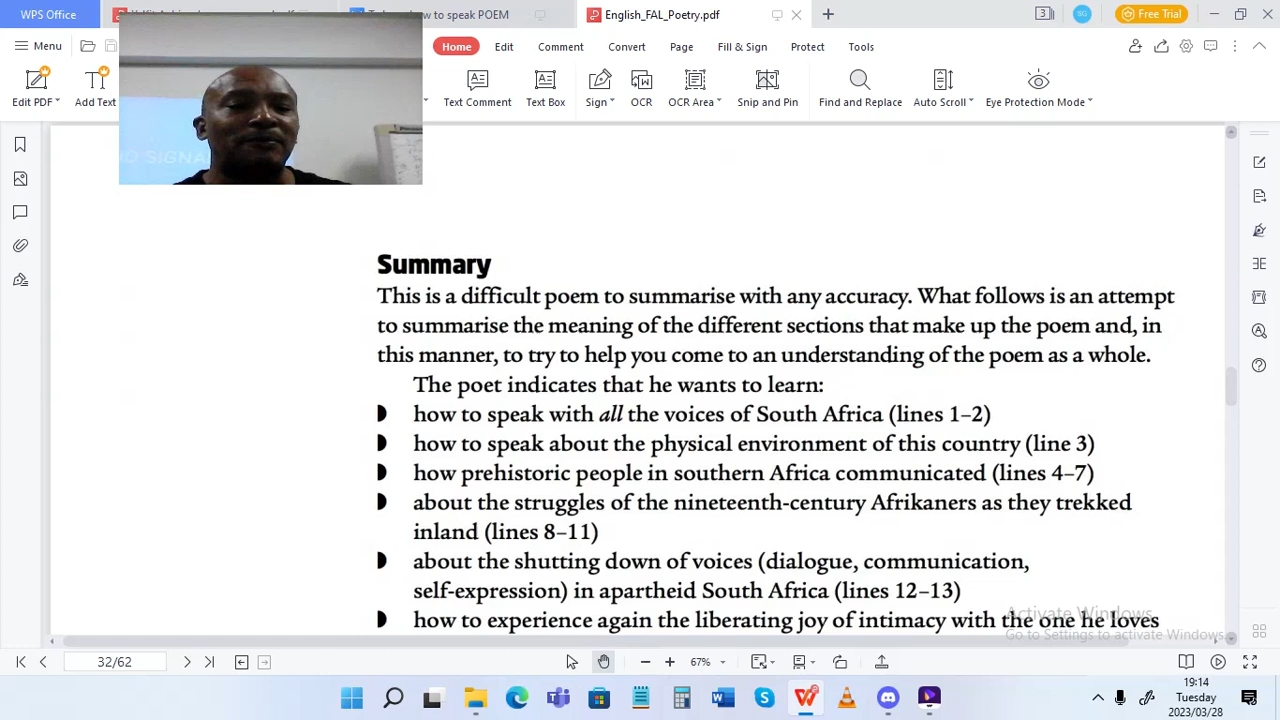 WPS Office
how to speak POEM
English_FAL_Poetry.pdf
Free Trial
Menu
Home
Edit
Comment
Convert
Page
Fill & Sign
Protect
Tools
Edit PDF
Add Text
Text Comment
Text Box
Sign
OCR
OCR Area
Snip and Pin
Find and Replace
Auto Scroll
Eye Protection Mode
NO SIGNA
Summary
This is a difficult poem to summarise with any accuracy. What follows is an attempt
to summarise the meaning of the different sections that make up the poem and, in
this manner, to try to help you come to an understanding of the poem as a whole.
The poet indicates that he wants to learn:
how to speak with all the voices of South Africa (lines 1–2)
how to speak about the physical environment of this country (line 3)
how prehistoric people in southern Africa communicated (lines 4–7)
about the struggles of the nineteenth-century Afrikaners as they trekked
inland (lines 8–11)
about the shutting down of voices (dialogue, communication,
self-expression) in apartheid South Africa (lines 12–13)
how to experience again the liberating joy of intimacy with the one he loves
Activate Windows
Go to Settings to activate Windows.
32/62
67%
19:14
Tuesday
2023/03/28